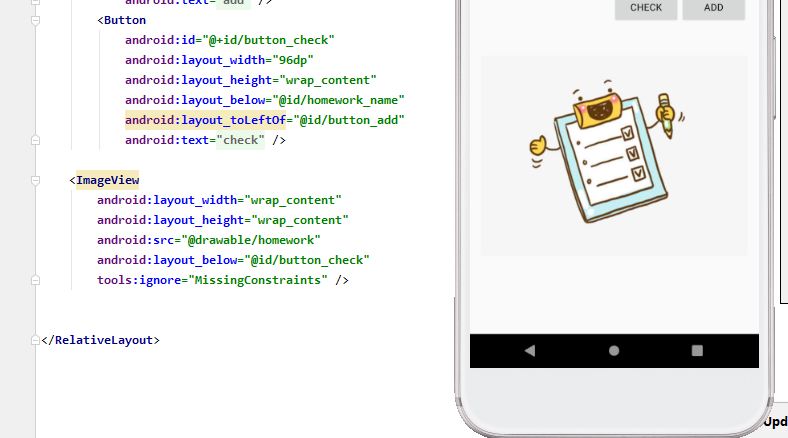 android:text="add" />
<Button
android:id="@+id/button_check"
android:layout_width="96dp"
android:layout_height="wrap_content"
android:layout_below="@id/homework_name"
android:layout_toLeftOf="@id/button_add"
android:text="check" />
<ImageView
android:layout_width="wrap_content"
android:layout_height="wrap_content"
android:src="@drawable/homework"
android:layout_below="@id/button_check"
tools:ignore="MissingConstraints" />
</RelativeLayout>
CHECK
ADD
Upd